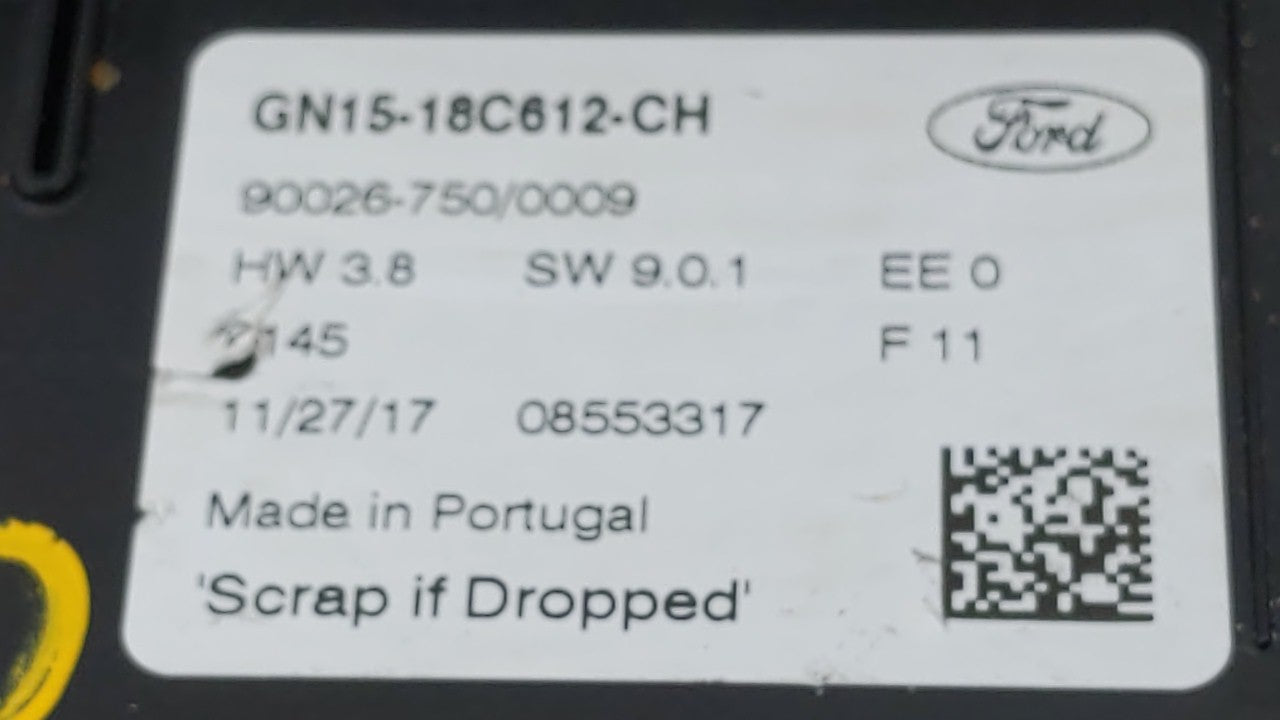 GN15-18C612-CH
Ford
90026-750/0009
HW 3.8 SW 9.0.1 EE 0
F 11
11/27/17 08553317
Made in Portugal
'Scrap if Dropped'